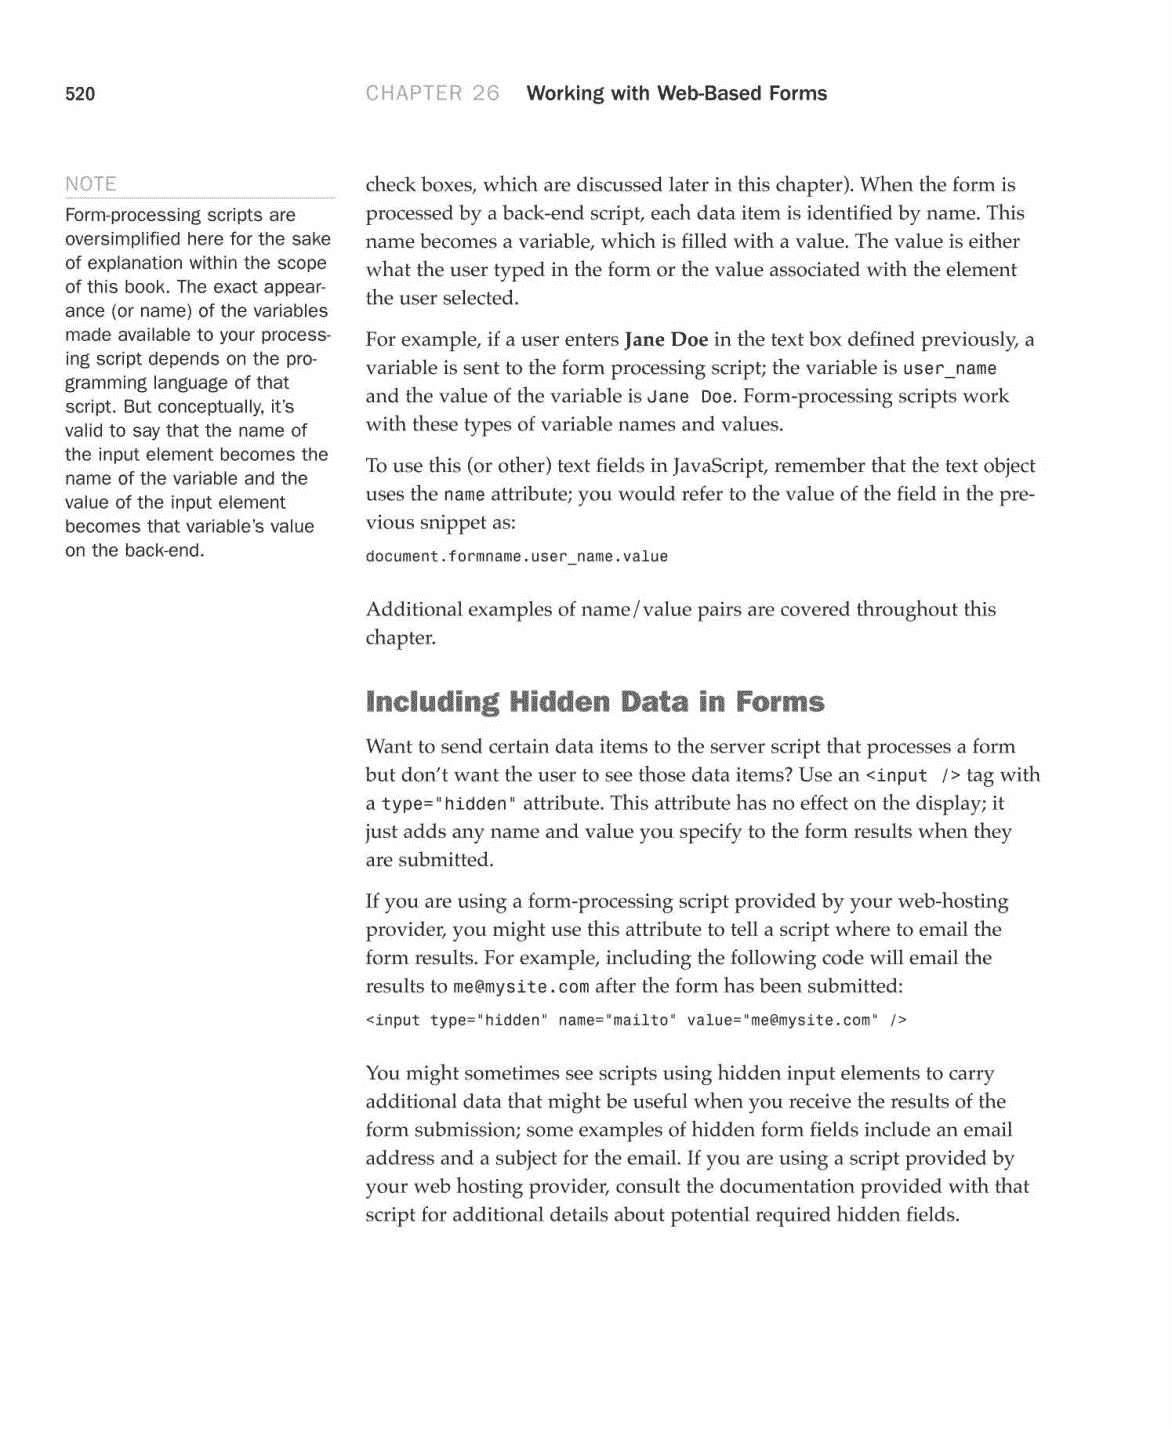 520
CHAPTER 26 Working with Web-Based Forms
NOTE
Form-processing scripts are
oversimplified here for the sake
of explanation within the scope
of this book. The exact appear-
ance (or name) of the variables
made available to your process-
ing script depends on the pro-
gramming language of that
script. But conceptually, it's
valid to say that the name of
the input element becomes the
name of the variable and the
value of the input element
becomes that variable's value
on the back-end.
check boxes, which are discussed later in this chapter). When the form is
processed by a back-end script, each data item is identified by name. This
name becomes a variable, which is filled with a value. The value is either
what the user typed in the form or the value associated with the element
the user selected.
For example, if a user enters Jane Doe in the text box defined previously, a
variable is sent to the form processing script; the variable is user_name
and the value of the variable is Jane Doe. Form-processing scripts work
with these types of variable names and values.
To use this (or other) text fields in JavaScript, remember that the text object
uses the name attribute; you would refer to the value of the field in the pre-
vious snippet as:
document.formname.user_name.value
Additional examples of name/value pairs are covered throughout this
chapter.
Including Hidden Data in Forms
Want to send certain data items to the server script that processes a form
but don't want the user to see those data items? Use an <input /> tag with
a type="hidden" attribute. This attribute has no effect on the display; it
just adds any name and value you specify to the form results when they
are submitted.
If you are using a form-processing script provided by your web-hosting
provider, you might use this attribute to tell a script where to email the
form results. For example, including the following code will email the
results to me@mysite.com after the form has been submitted:
<input type="hidden" name="mailto" value="me@mysite.com" />
You might sometimes see scripts using hidden input elements to carry
additional data that might be useful when you receive the results of the
form submission; some examples of hidden form fields include an email
address and a subject for the email. If you are using a script provided by
your web hosting provider, consult the documentation provided with that
script for additional details about potential required hidden fields.